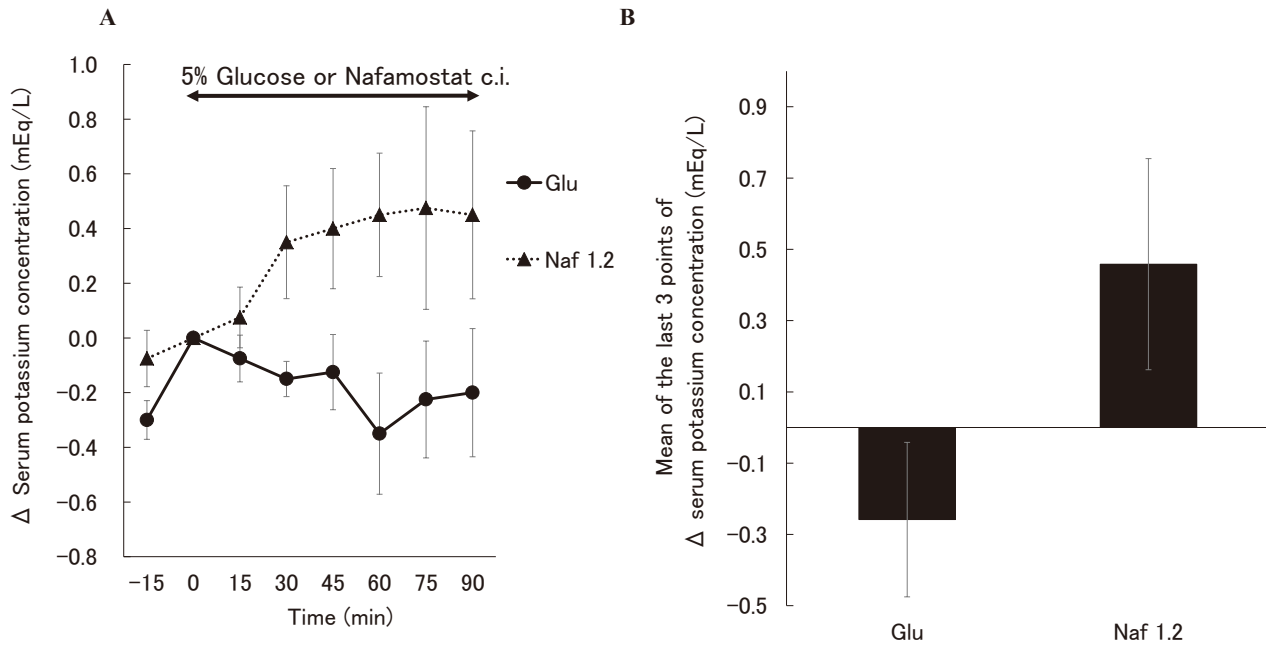 A
Δ Serum potassium concentration (mEq/L)
1.0
0.8
0.6
0.4
0.2
0.0
−0.2
−0.4
−0.6
−0.8
5% Glucose or Nafamostat c.i.
Glu
Naf 1.2
−15 0 15 30 45 60 75 90
Time (min)
B
Mean of the last 3 points of
Δ serum potassium concentration (mEq/L)
0.9
0.7
0.5
0.3
0.1
−0.1
−0.3
−0.5
Glu Naf 1.2